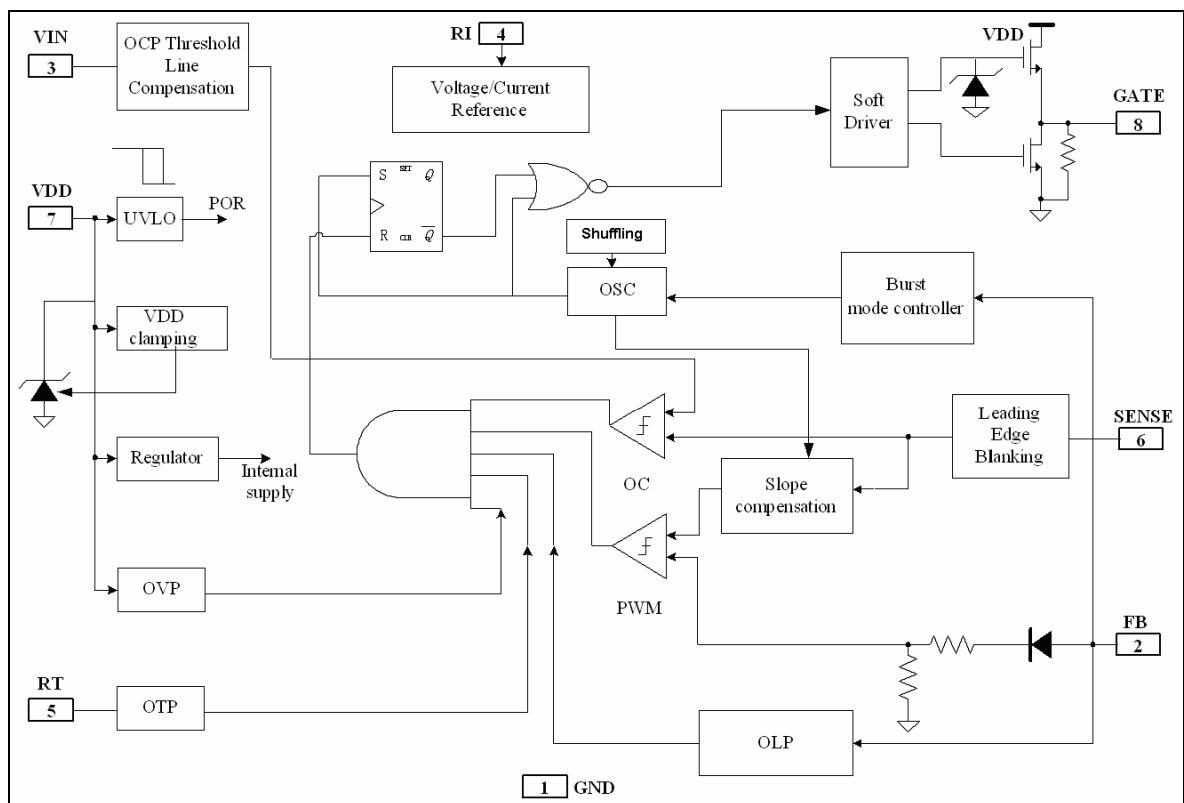 VIN
3
OCP Threshold
Line
Compensation
RI
4
Voltage/Current
Reference
VDD
Soft
Driver
GATE
8
S SET Q
R CLR Q
VDD
7
UVLO
POR
Shuffling
OSC
Burst
mode controller
VDD
clamping
Leading
Edge
Blanking
SENSE
6
Regulator
Internal
supply
OC
Slope
compensation
OVP
PWM
FB
2
RT
5
OTP
OLP
1
GND